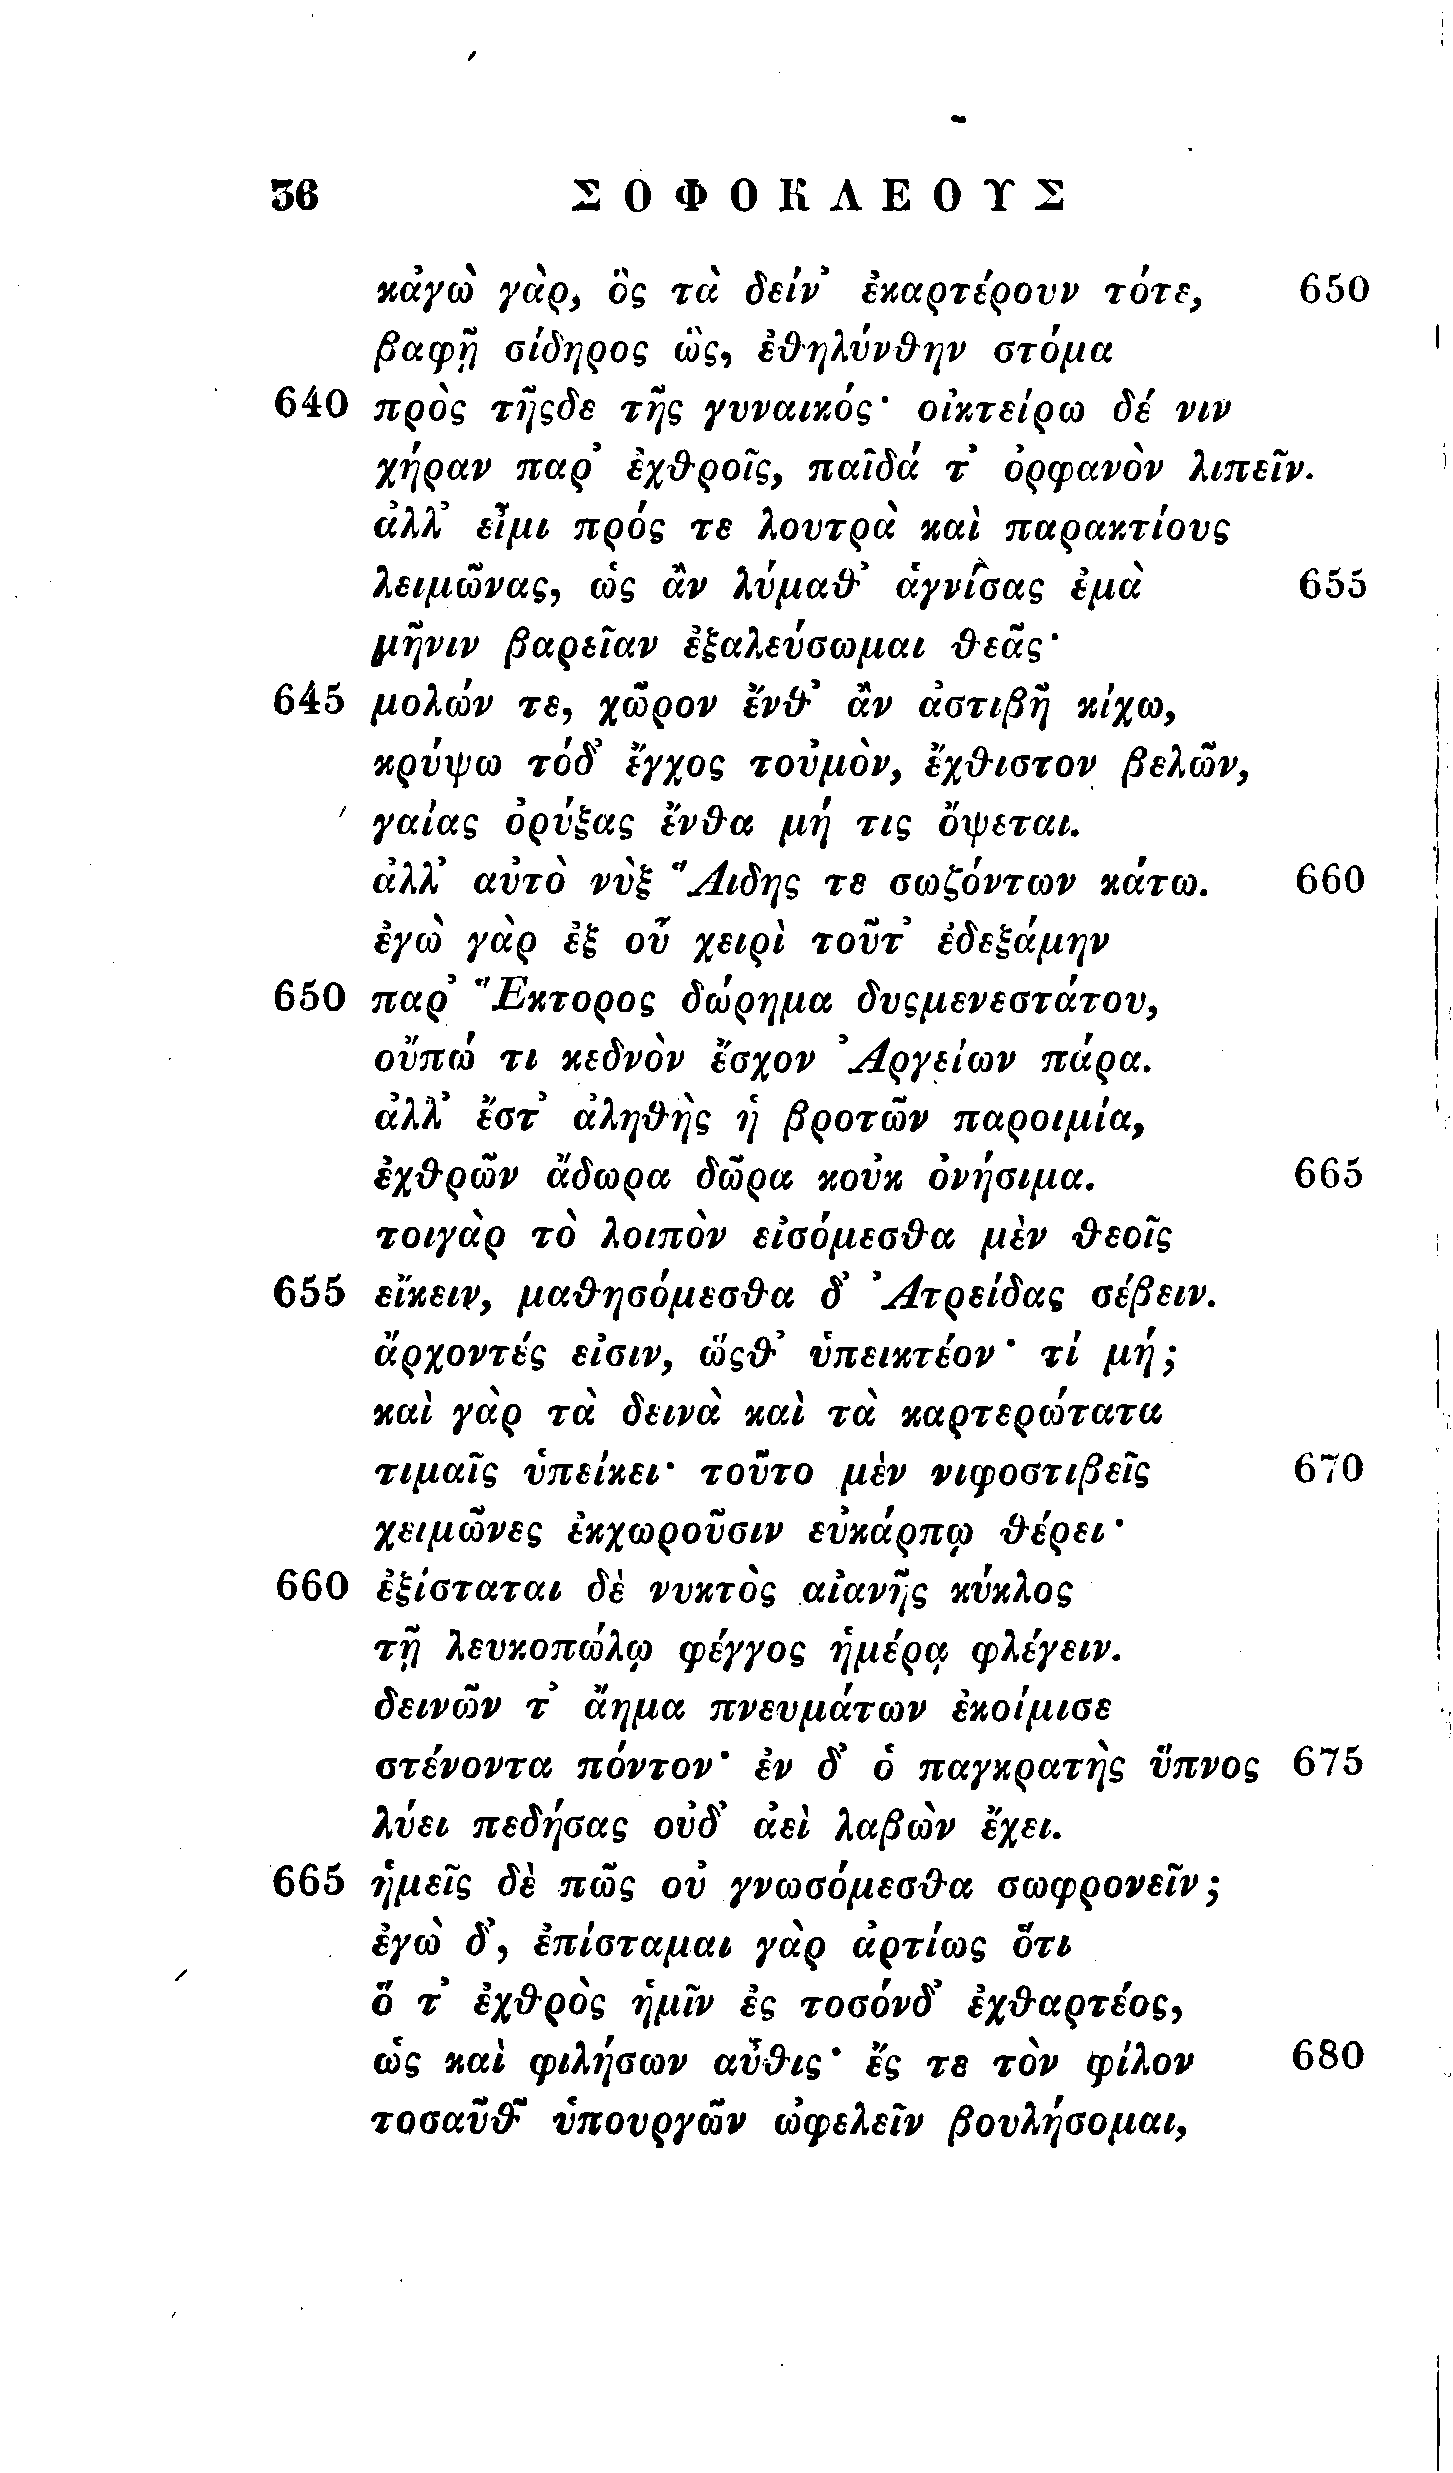 36 ΣΟΦΟΚΛΕΟΥΣ
κἀγὼ γὰρ, ὃς τὰ δείν᾽ ἐκαρτέρουν τότε, 650
βαφῇ σίδηρος ὣς, ἐθηλύνθην στόμα
640 πρὸς τῆςδε τῆς γυναικός· οἰκτείρω δέ νιν
χήραν παρ᾽ ἐχθροῖς, παῖδά τ᾽ ὀρφανὸν λιπεῖν.
ἀλλ᾽ εἶμι πρός τε λουτρὰ καὶ παρακτίους
λειμῶνας, ὡς ἂν λύμαθ᾽ ἁγνίσας ἐμὰ 655
μῆνιν βαρεῖαν ἐξαλεύσωμαι θεᾶς·
645 μολών τε, χῶρον ἔνθ᾽ ἂν ἀστιβῆ κίχω,
κρύψω τόδ᾽ ἔγχος τοὐμὸν, ἔχθιστον βελῶν,
γαίας ὀρύξας ἔνθα μή τις ὄψεται.
ἀλλ᾽ αὐτὸ νὺξ Ἅιδης τε σωζόντων κάτω. 660
ἐγὼ γὰρ ἐξ οὗ χειρὶ τοῦτ᾽ ἐδεξάμην
650 παρ᾽ Ἕκτορος δώρημα δυςμενεστάτου,
οὔπώ τι κεδνὸν ἔσχον Ἀργείων πάρα.
ἀλλ᾽ ἔστ᾽ ἀληθὴς ἡ βροτῶν παροιμία,
ἐχθρῶν ἄδωρα δῶρα κοὐκ ὀνήσιμα. 665
τοιγὰρ τὸ λοιπὸν εἰσόμεσθα μὲν θεοῖς
655 εἴκειν, μαθησόμεσθα δ᾽ Ἀτρείδας σέβειν.
ἄρχοντές εἰσιν, ὥςθ᾽ ὑπεικτέον· τί μή;
καὶ γὰρ τὰ δεινὰ καὶ τὰ καρτερώτατα
τιμαῖς ὑπείκει· τοῦτο μὲν νιφοστιβεῖς 670
χειμῶνες ἐκχωροῦσιν εὐκάρπῳ θέρει·
660 ἐξίσταται δὲ νυκτὸς αἰανῆς κύκλος
τῇ λευκοπώλῳ φέγγος ἡμέρᾳ φλέγειν.
δεινῶν τ᾽ ἄημα πνευμάτων ἐκοίμισε
στένοντα πόντον· ἐν δ᾽ ὁ παγκρατὴς ὕπνος 675
λύει πεδήσας οὐδ᾽ ἀεὶ λαβὼν ἔχει.
665 ἡμεῖς δὲ πῶς οὐ γνωσόμεσθα σωφρονεῖν;
ἐγὼ δ᾽, ἐπίσταμαι γὰρ ἀρτίως ὅτι
ὅ τ᾽ ἐχθρὸς ἡμῖν ἐς τοσόνδ᾽ ἐχθαρτέος,
ὡς καὶ φιλήσων αὖθις· ἔς τε τὸν φίλον 680
τοσαῦθ᾽ ὑπουργῶν ὠφελεῖν βουλήσομαι,